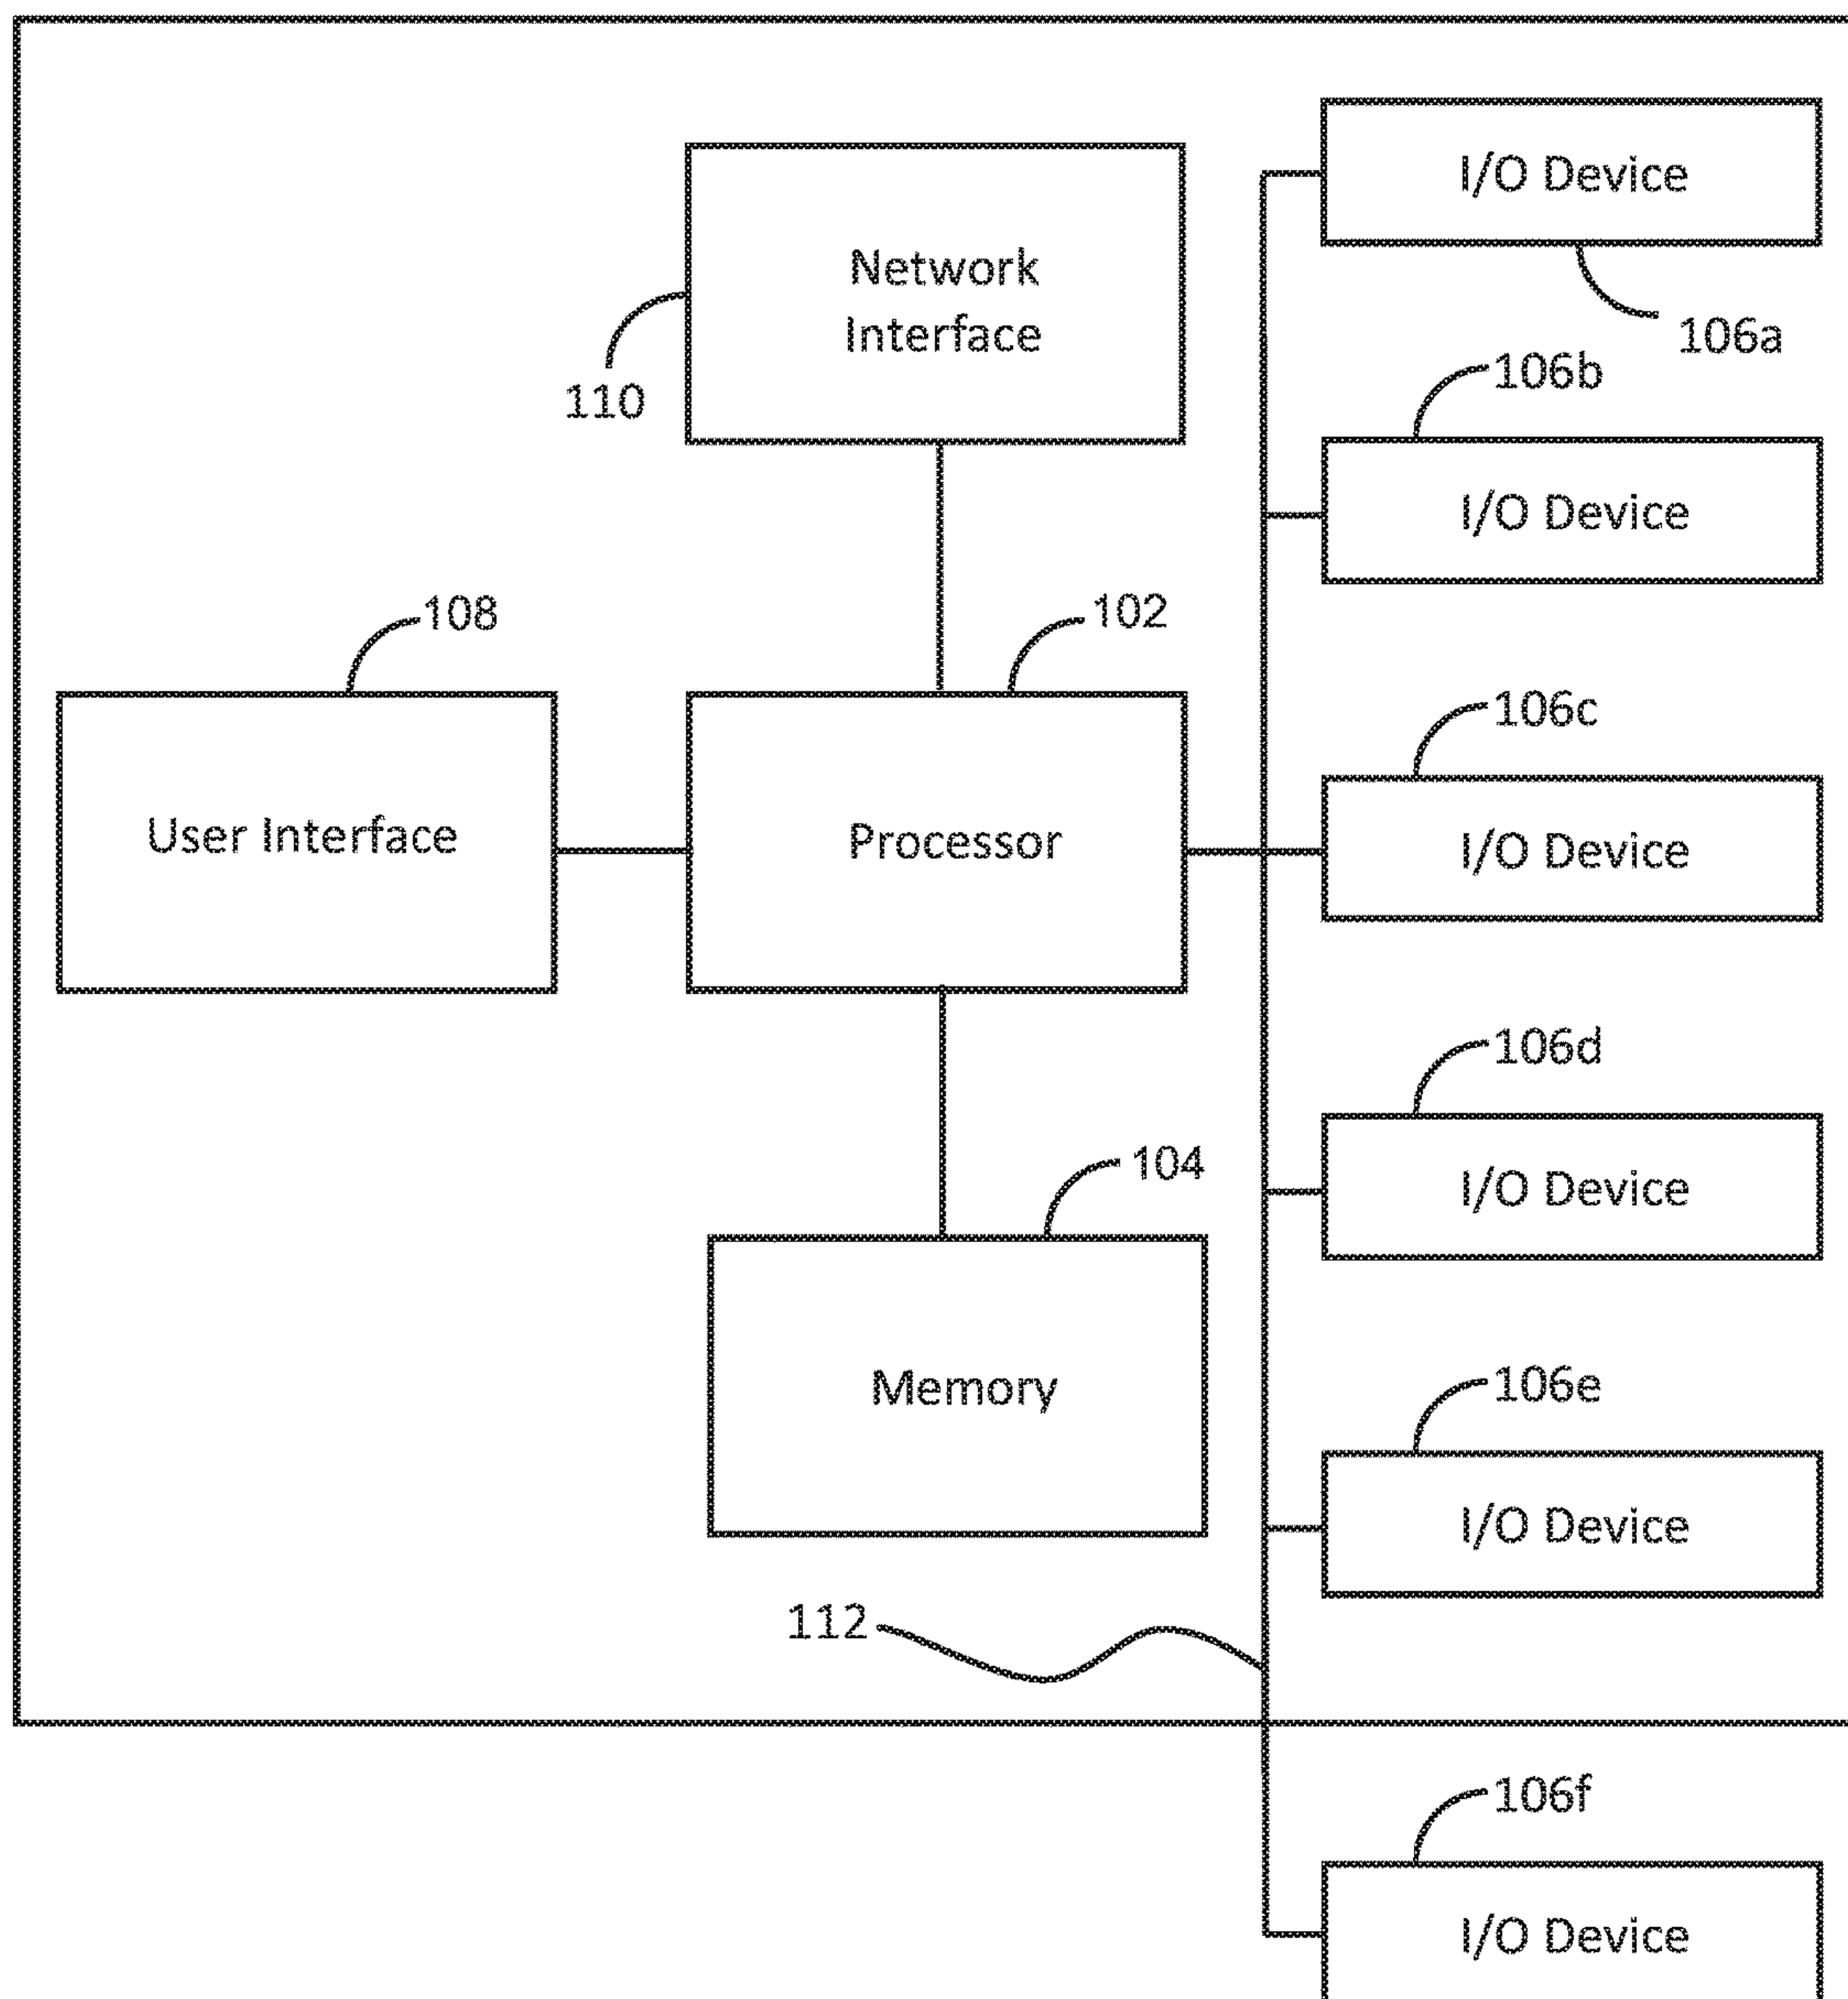 I/O Device
106a
Network
Interface
110
106b
I/O Device
108
102
User Interface
Processor
106c
I/O Device
106d
I/O Device
104
Memory
106e
I/O Device
112
106f
I/O Device